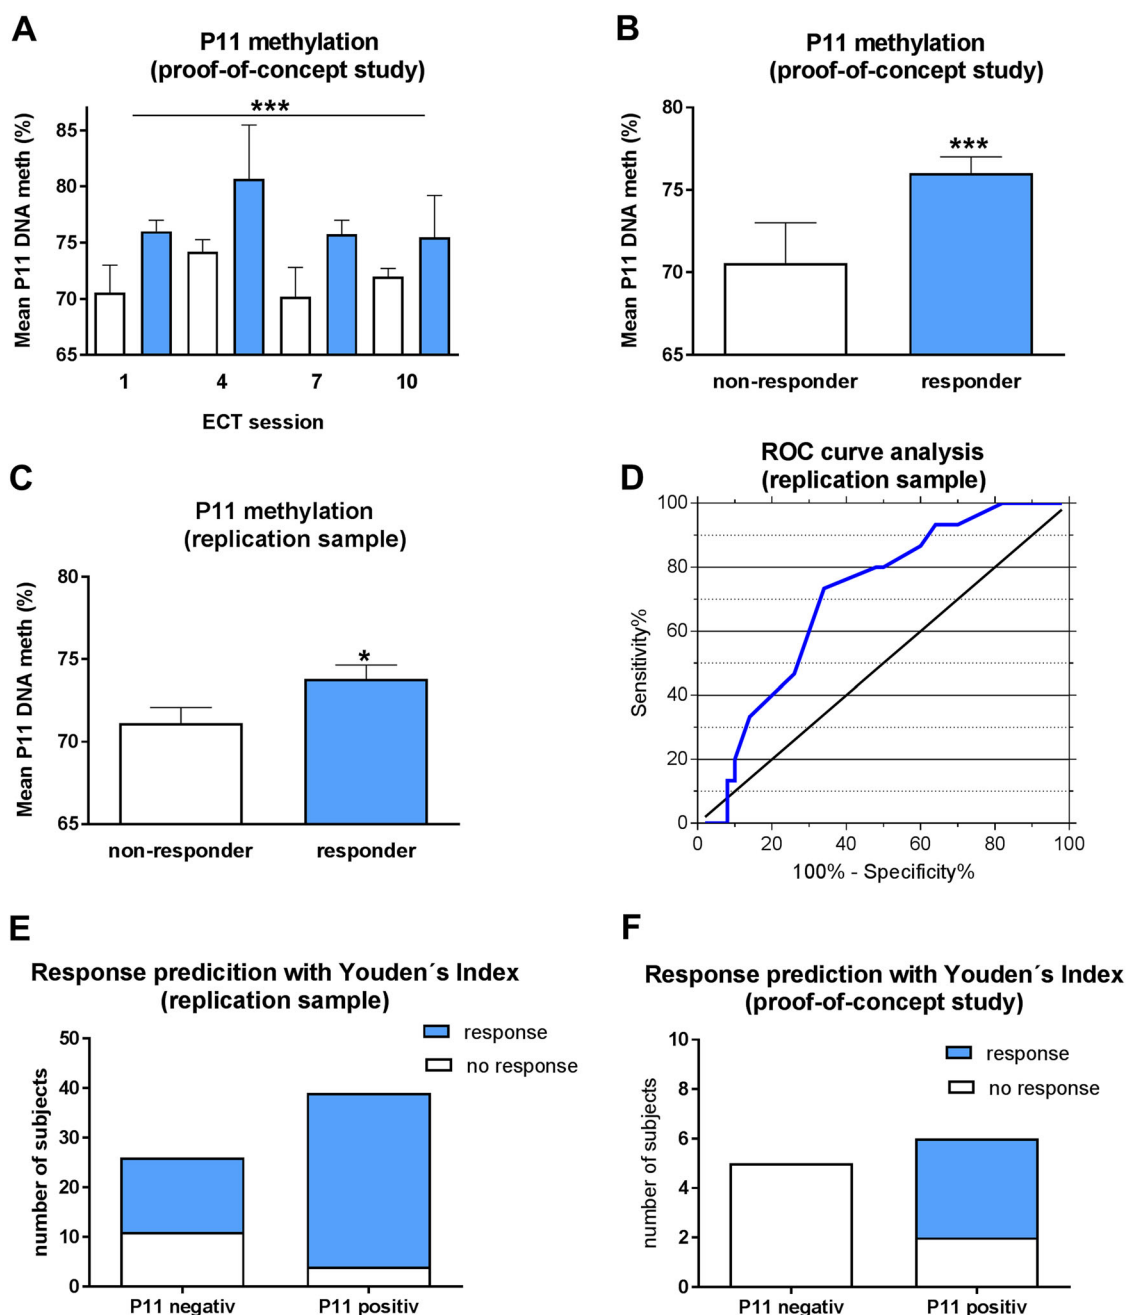 A
P11 methylation
(proof-of-concept study)
***
Mean P11 DNA meth (%)
85
80
75
70
65
1 4 7 10
ECT session
B
P11 methylation
(proof-of-concept study)
***
Mean P11 DNA meth (%)
80
75
70
65
non-responder responder
C
P11 methylation
(replication sample)
*
Mean P11 DNA meth (%)
80
75
70
65
non-responder responder
D
ROC curve analysis
(replication sample)
Sensitivity%
100
80
60
40
20
0
0 20 40 60 80 100
100% - Specificity%
E
Response predicition with Youden´s Index
(replication sample)
response
no response
number of subjects
50
40
30
20
10
0
P11 negativ P11 positiv
F
Response prediction with Youden´s Index
(proof-of-concept study)
response
no response
number of subjects
10
8
6
4
2
0
P11 negativ P11 positiv